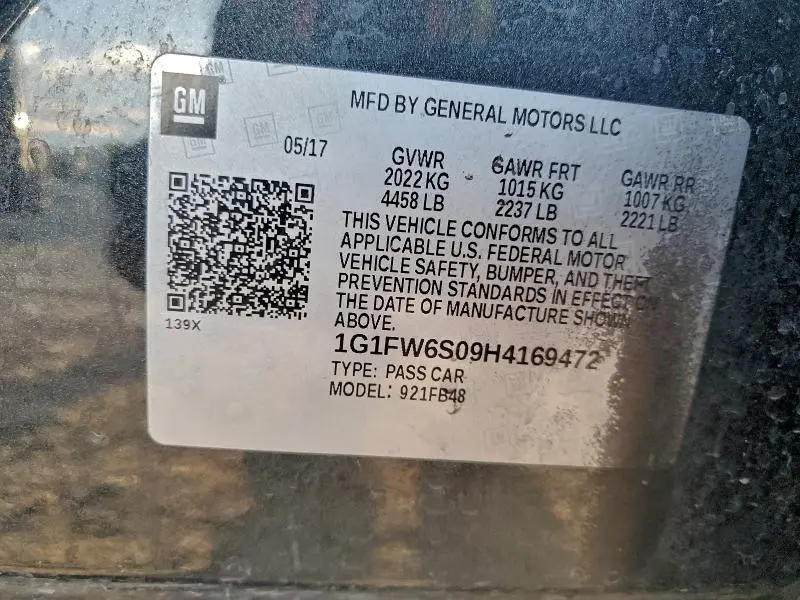 GM
MFD BY GENERAL MOTORS LLC
05/17
GVWR
2022 KG
4458 LB
GAWR FRT
1015 KG
2237 LB
GAWR RR
1007 KG
2221 LB
THIS VEHICLE CONFORMS TO ALL
APPLICABLE U.S. FEDERAL MOTOR
VEHICLE SAFETY, BUMPER, AND THEFT
PREVENTION STANDARDS IN EFFECT ON
THE DATE OF MANUFACTURE SHOWN
ABOVE.
139X
1G1FW6S09H4169472
TYPE: PASS CAR
MODEL: 921FB48